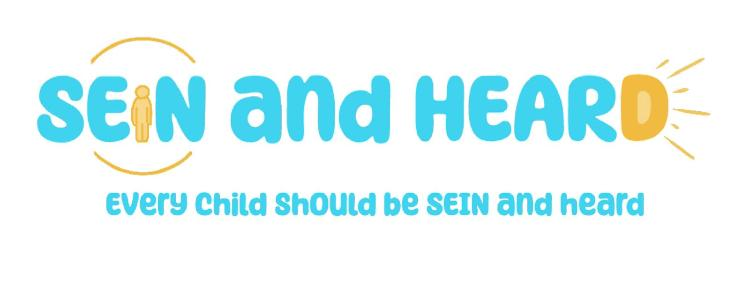 SEIN and HEARD
Every Child Should be SEIN and heard